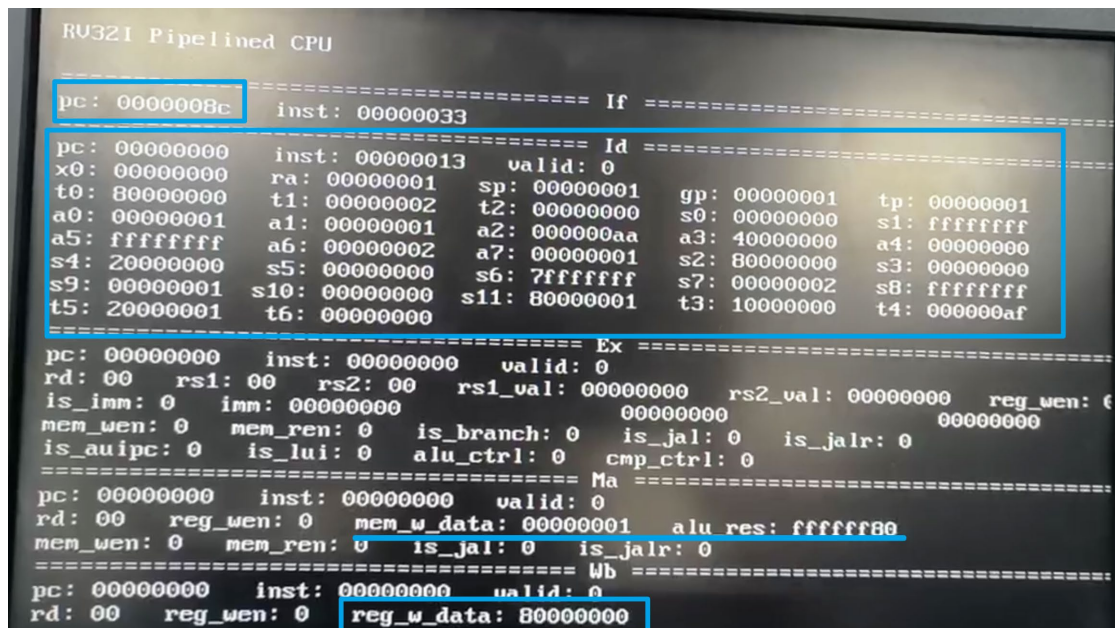 RV32I Pipelined CPU
======================================= If ===================================
pc: 0000008c inst: 00000033
======================================= Id ===================================
pc: 00000000 inst: 00000013 valid: 0
x0: 00000000 ra: 00000001 sp: 00000001 gp: 00000001 tp: 00000001
t0: 80000000 t1: 00000002 t2: 00000000 s0: 00000000 s1: ffffffff
a0: 00000001 a1: 00000001 a2: 000000aa a3: 40000000 a4: 00000000
a5: ffffffff a6: 00000002 a7: 00000001 s2: 80000000 s3: 00000000
s4: 20000000 s5: 00000000 s6: 7fffffff s7: 00000002 s8: ffffffff
s9: 00000001 s10: 00000000 s11: 80000001 t3: 10000000 t4: 000000af
t5: 20000001 t6: 00000000
======================================= Ex ===================================
pc: 00000000 inst: 00000000 valid: 0
rd: 00 rs1: 00 rs2: 00 rs1_val: 00000000 rs2_val: 00000000 reg_wen:
is_imm: 0 imm: 00000000 00000000 00000000
mem_wen: 0 mem_ren: 0 is_branch: 0 is_jal: 0 is_jalr: 0
is_auipc: 0 is_lui: 0 alu_ctrl: 0 cmp_ctrl: 0
======================================= Ma ===================================
pc: 00000000 inst: 00000000 valid: 0
rd: 00 reg_wen: 0 mem_w_data: 00000001 alu_res: ffffff80
mem_wen: 0 mem_ren: 0 is_jal: 0 is_jalr: 0
======================================= Wb ===================================
pc: 00000000 inst: 00000000 valid: 0
rd: 00 reg_wen: 0 reg_w_data: 80000000